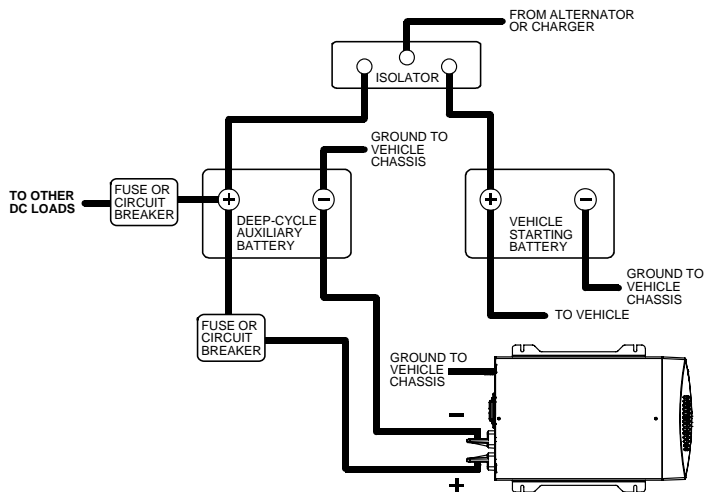 FROM ALTERNATOR
OR CHARGER
ISOLATOR
GROUND TO
VEHICLE
CHASSIS
TO OTHER
DC LOADS
FUSE OR
CIRCUIT
BREAKER
+
−
DEEP-CYCLE
AUXILIARY
BATTERY
+
−
VEHICLE
STARTING
BATTERY
GROUND TO
VEHICLE
CHASSIS
TO VEHICLE
FUSE OR
CIRCUIT
BREAKER
GROUND TO
VEHICLE
CHASSIS
−
+